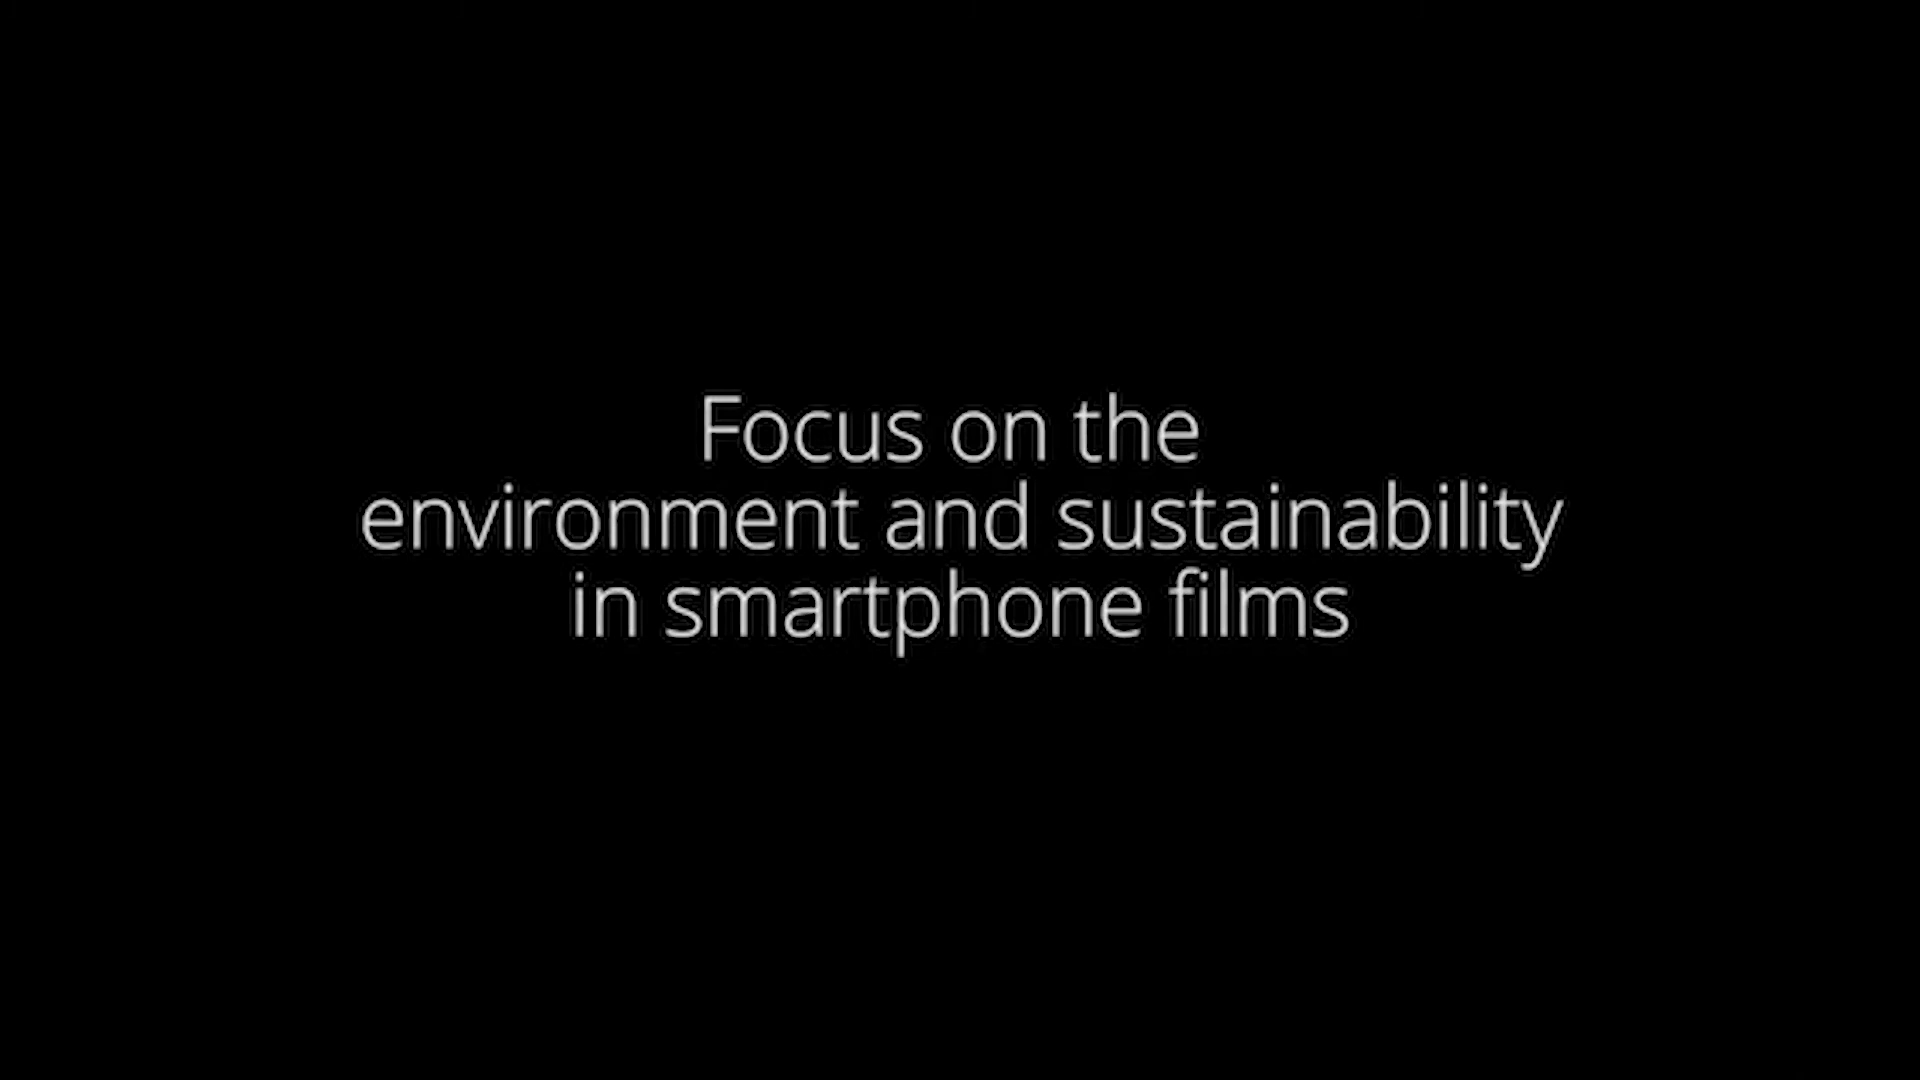 Focus on the
environment and sustainability
in smartphone films